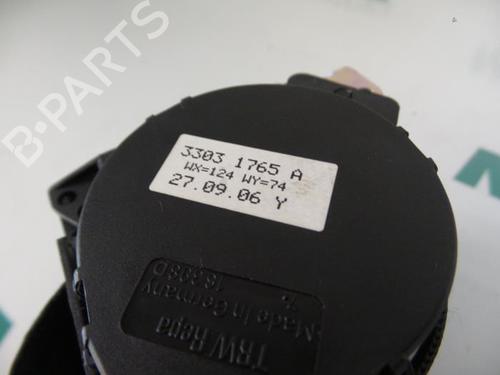 B-PARTS
3303 1765 A
WX=124 WY=74
27.09.06 Y
TRW Repa
Made in Germany